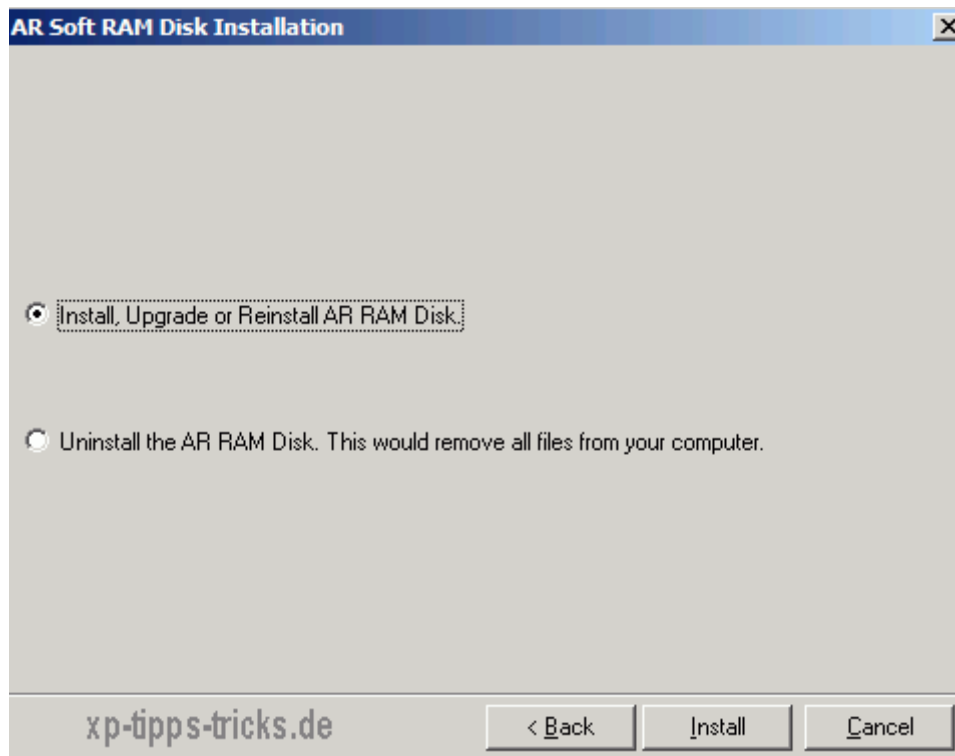 AR Soft RAM Disk Installation
Install, Upgrade or Reinstall AR RAM Disk.
Uninstall the AR RAM Disk. This would remove all files from your computer.
xp-tipps-tricks.de
< Back
Install
Cancel